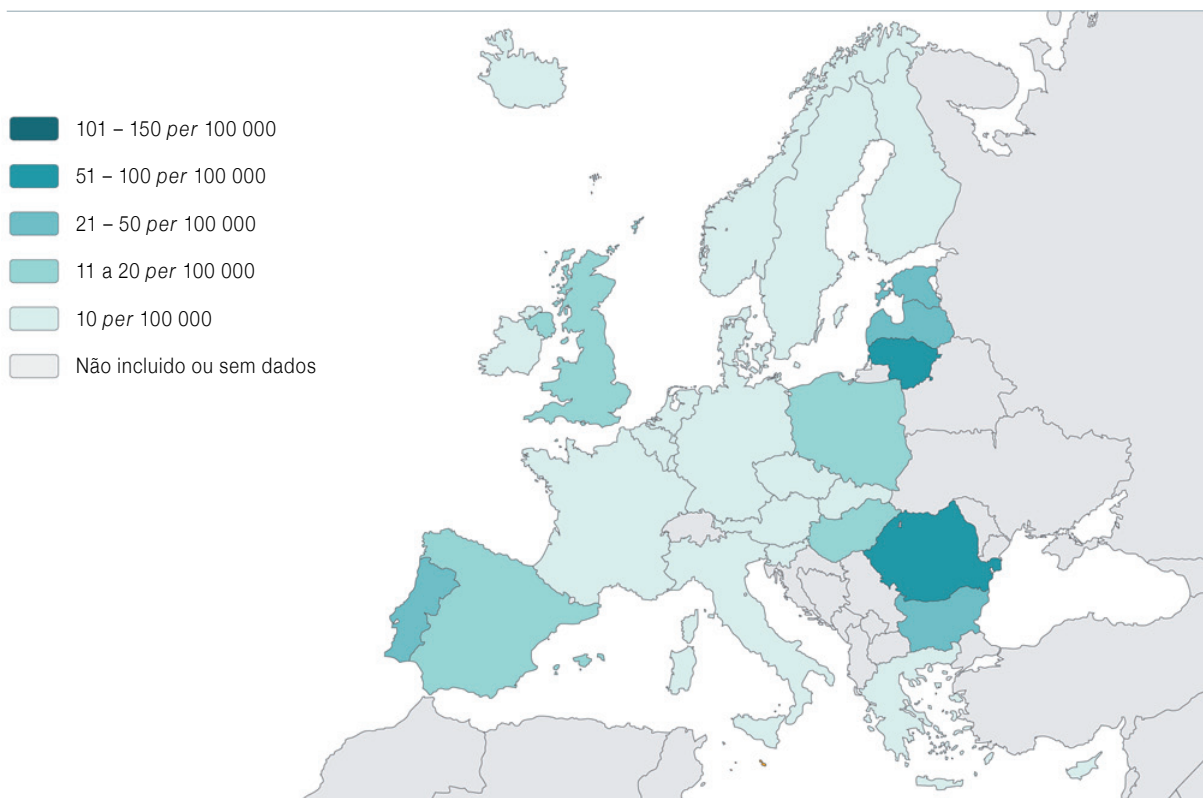 101 – 150 per 100 000
51 – 100 per 100 000
21 – 50 per 100 000
11 a 20 per 100 000
10 per 100 000
Não incluido ou sem dados